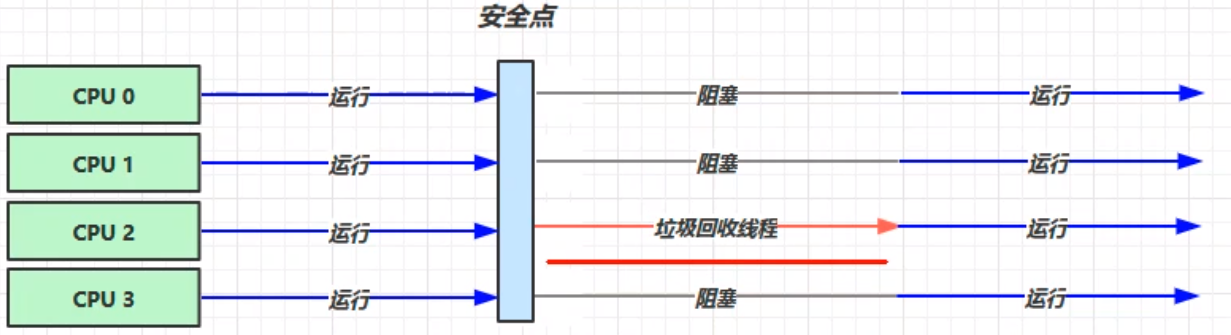 安全点
CPU 0 运行 阻塞 运行
CPU 1 运行 阻塞 运行
CPU 2 运行 垃圾回收线程 运行
CPU 3 运行 阻塞 运行